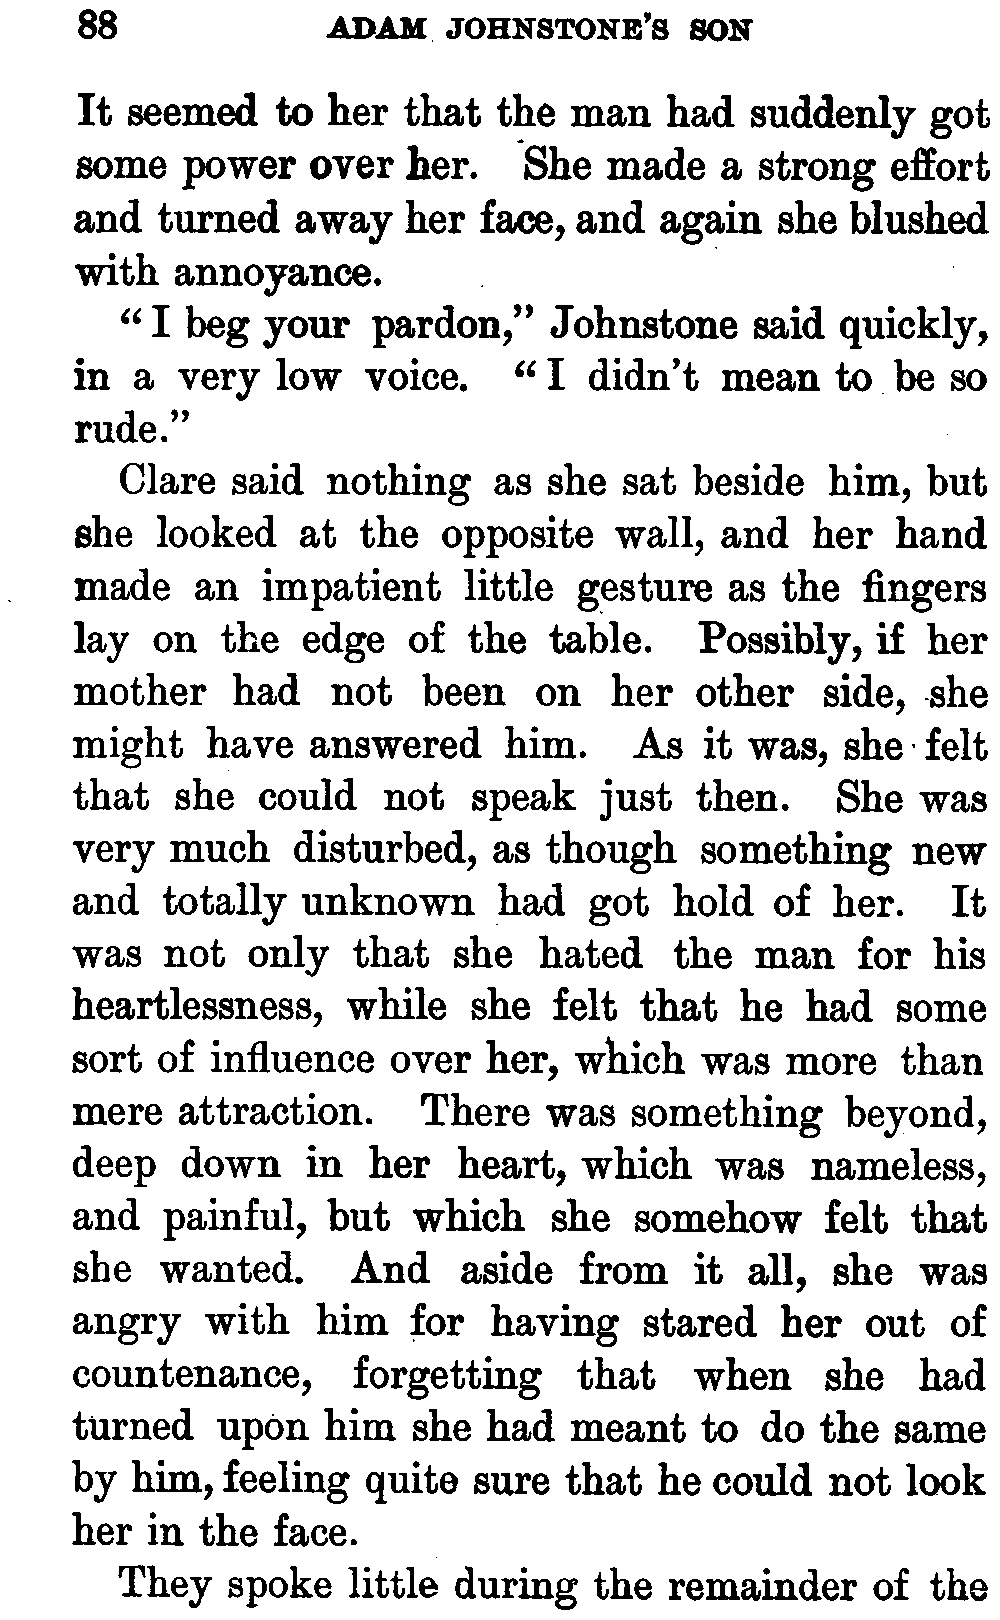 88 ADAM JOHNSTONE'S SON
It seemed to her that the man had suddenly got
some power over her. She made a strong effort
and turned away her face, and again she blushed
with annoyance.
"I beg your pardon," Johnstone said quickly,
in a very low voice. "I didn't mean to be so
rude."
Clare said nothing as she sat beside him, but
she looked at the opposite wall, and her hand
made an impatient little gesture as the fingers
lay on the edge of the table. Possibly, if her
mother had not been on her other side, she
might have answered him. As it was, she felt
that she could not speak just then. She was
very much disturbed, as though something new
and totally unknown had got hold of her. It
was not only that she hated the man for his
heartlessness, while she felt that he had some
sort of influence over her, which was more than
mere attraction. There was something beyond,
deep down in her heart, which was nameless,
and painful, but which she somehow felt that
she wanted. And aside from it all, she was
angry with him for having stared her out of
countenance, forgetting that when she had
turned upon him she had meant to do the same
by him, feeling quite sure that he could not look
her in the face.
They spoke little during the remainder of the